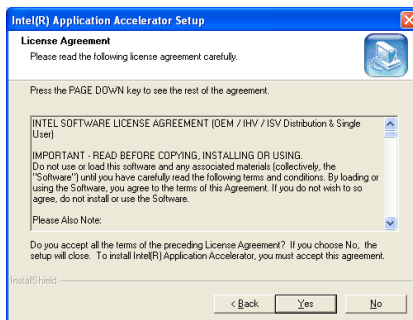 Intel(R) Application Accelerator Setup
License Agreement
Please read the following license agreement carefully.
Press the PAGE DOWN key to see the rest of the agreement.
INTEL SOFTWARE LICENSE AGREEMENT (OEM / IHV / ISV Distribution & Single
User)
IMPORTANT - READ BEFORE COPYING, INSTALLING OR USING.
Do not use or load this software and any associated materials (collectively, the
"Software") until you have carefully read the following terms and conditions. By loading or
using the Software, you agree to the terms of this Agreement. If you do not wish to so
agree, do not install or use the Software.
Please Also Note:
Do you accept all the terms of the preceding License Agreement? If you choose No, the
setup will close. To install Intel(R) Application Accelerator, you must accept this agreement.
InstallShield
< Back Yes No